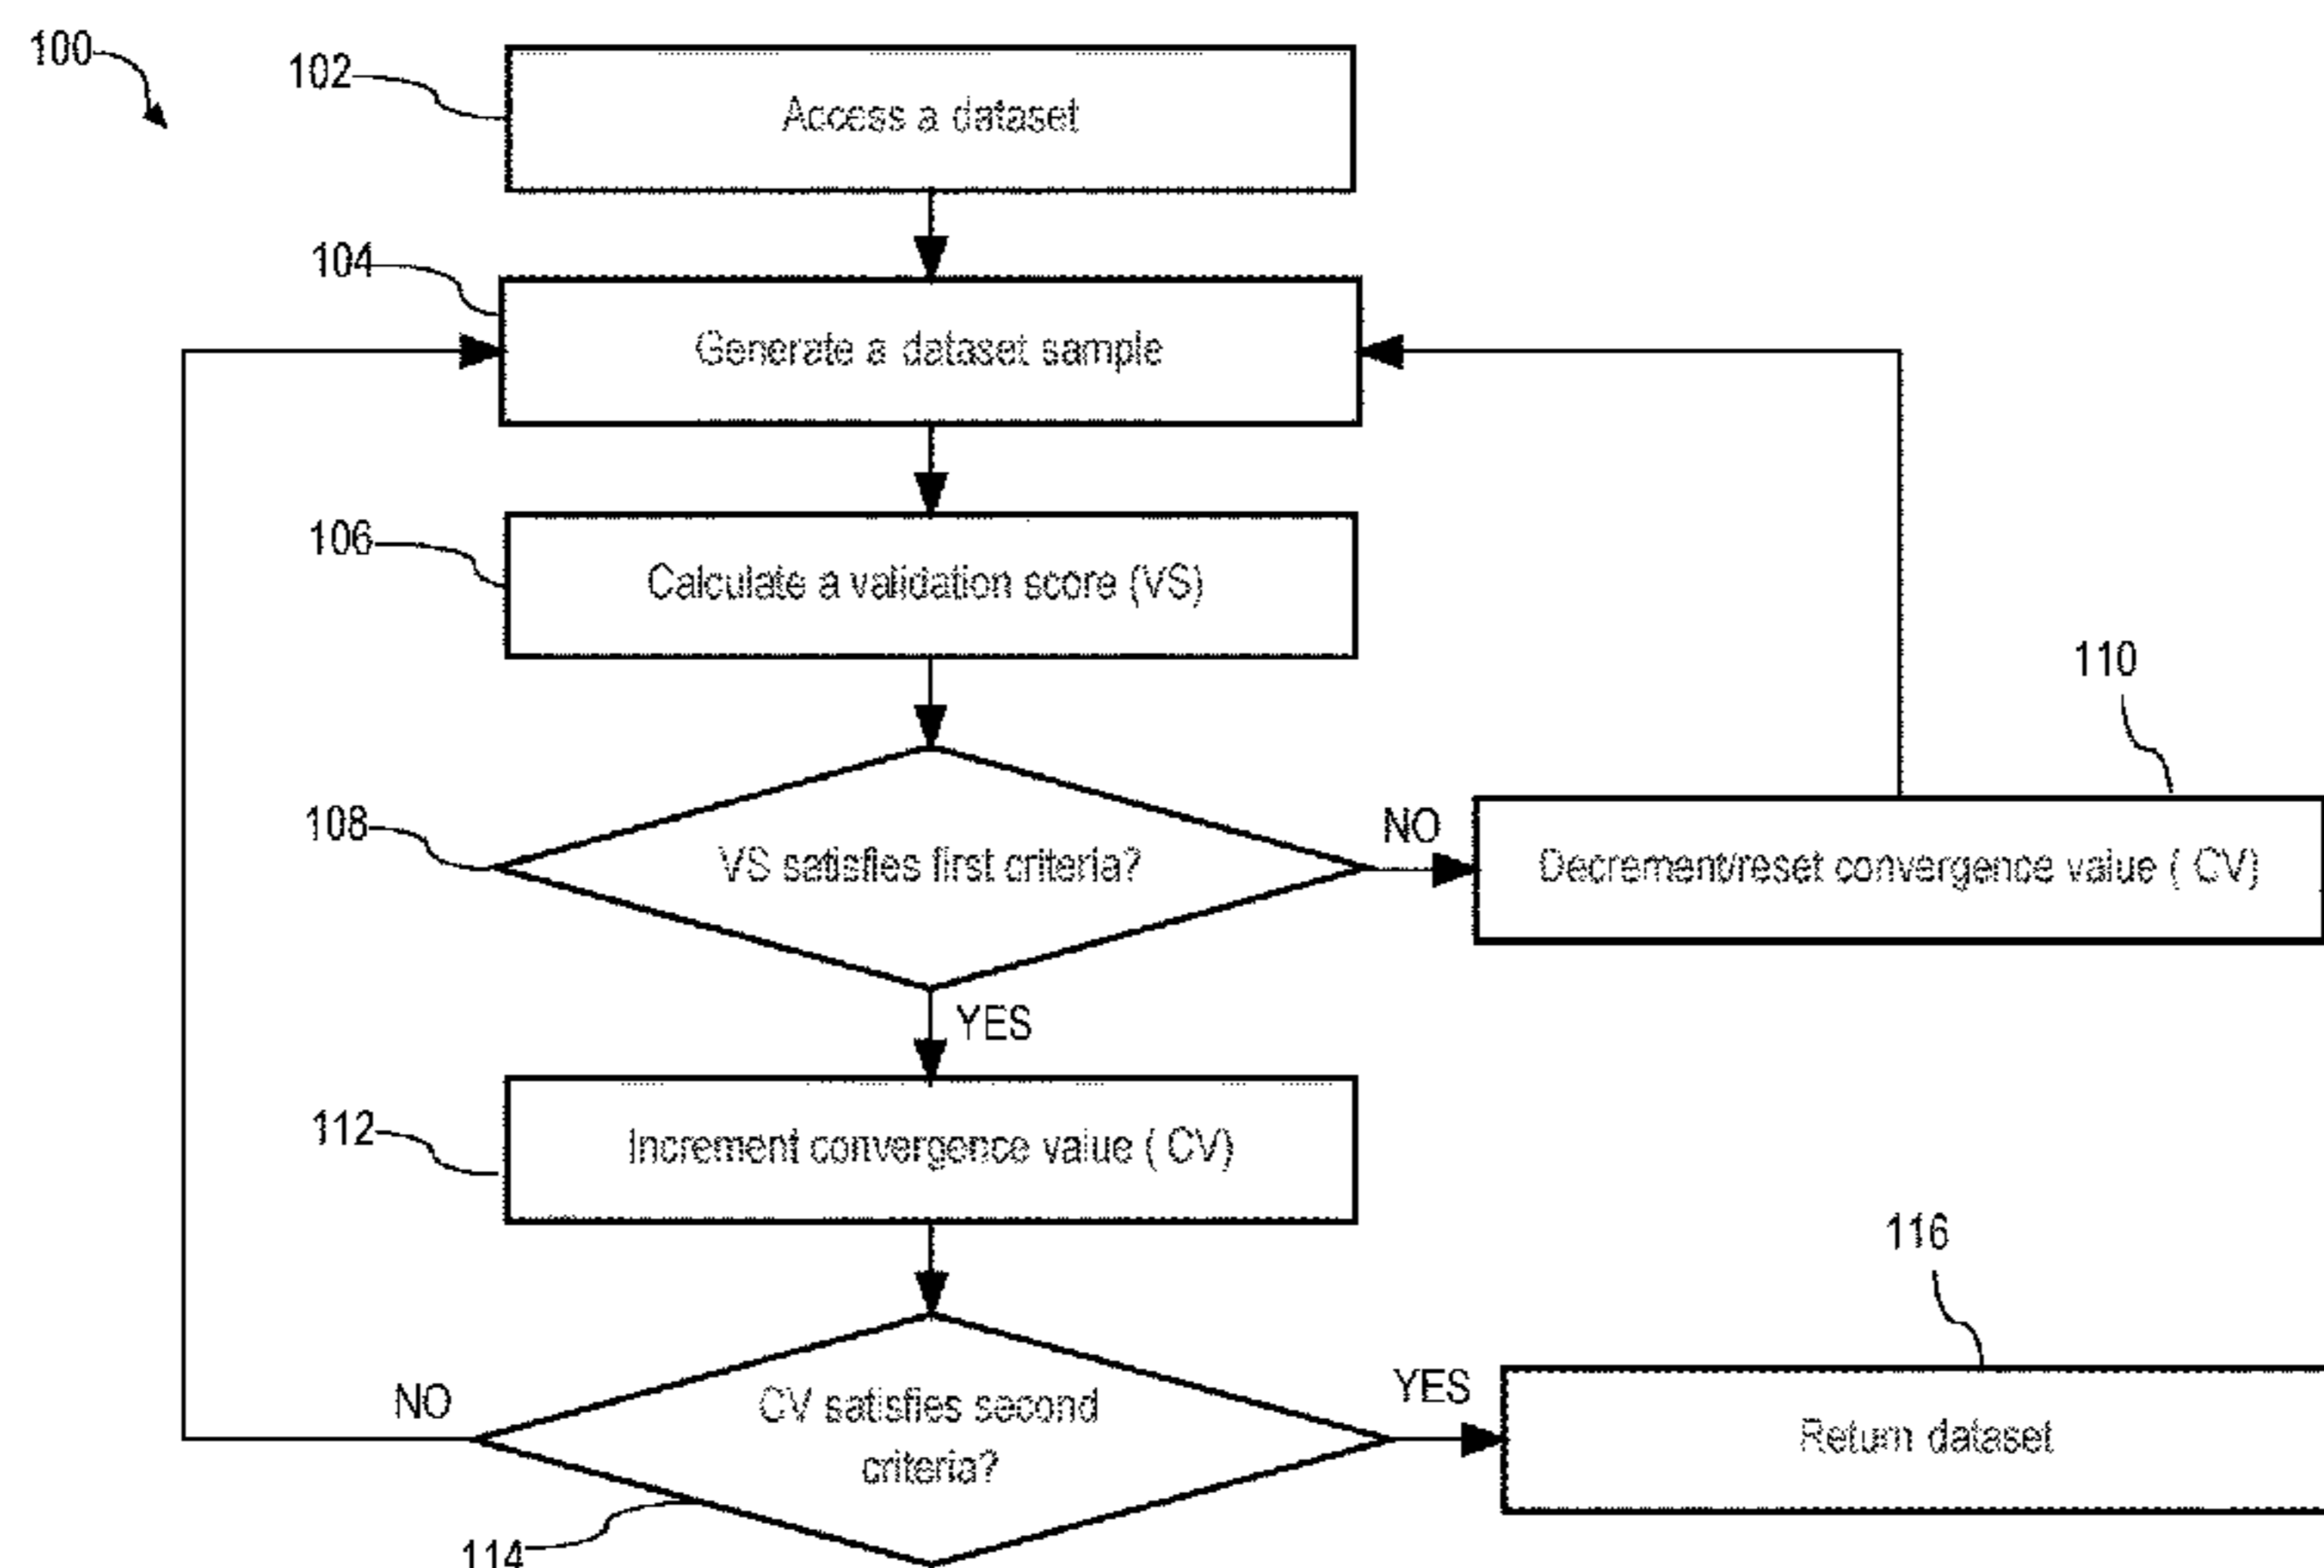 100
102
Access a dataset
104
Generate a dataset sample
106
Calculate a validation score (VS)
110
108
VS satisfies first criteria?
NO
Decrement/reset convergence value ( CV)
YES
112
Increment convergence value ( CV)
116
NO
CV satisfies second
criteria?
YES
Return dataset
114